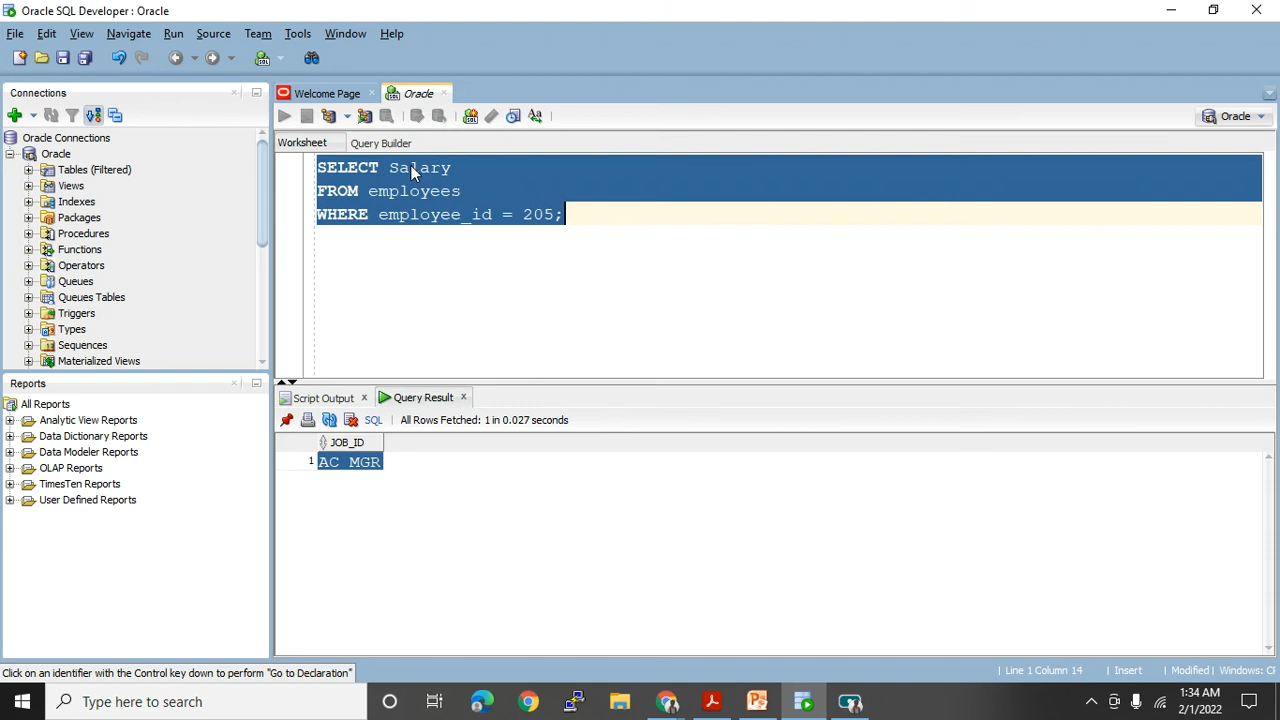 Oracle SQL Developer : Oracle
File Edit View Navigate Run Source Team Tools Window Help
Connections
Oracle Connections
Oracle
Tables (Filtered)
Views
Indexes
Packages
Procedures
Functions
Operators
Queues
Queues Tables
Triggers
Types
Sequences
Materialized Views
Reports
All Reports
Analytic View Reports
Data Dictionary Reports
Data Modeler Reports
OLAP Reports
TimesTen Reports
User Defined Reports
Welcome Page Oracle
Oracle
Worksheet Query Builder
SELECT Salary
FROM employees
WHERE employee_id = 205;
Script Output Query Result
SQL All Rows Fetched: 1 in 0.027 seconds
JOB_ID
1 AC_MGR
Click on an identifier with the Control key down to perform "Go to Declaration"
Line 1 Column 14 Insert Modified Windows: CF
Type here to search
1:34 AM
2/1/2022